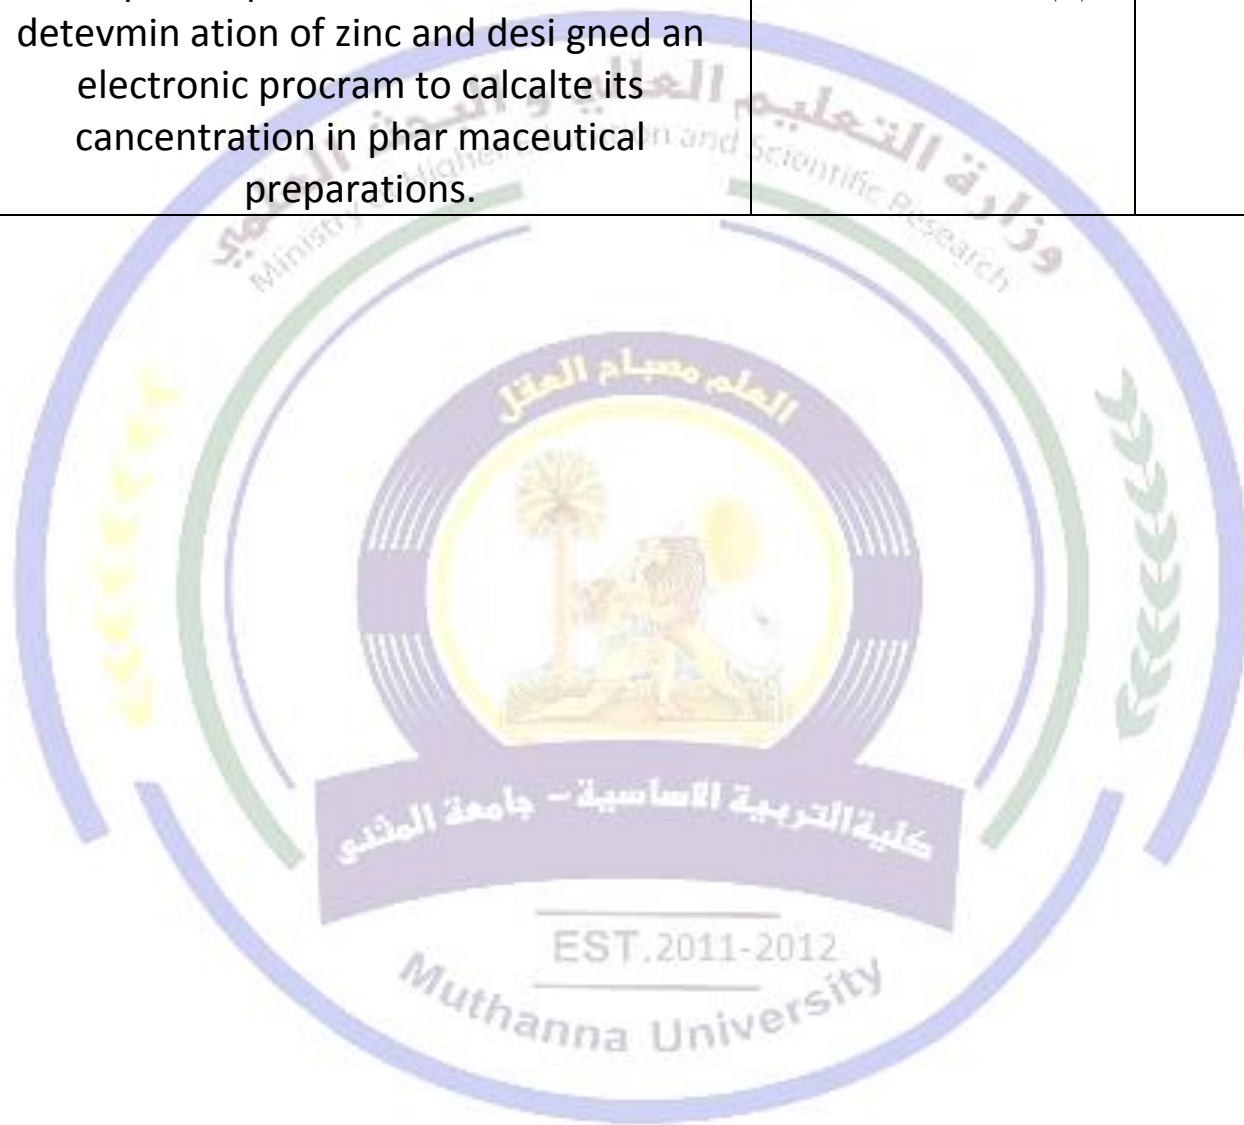 detevmin ation of zinc and desi gned an
electronic procram to calcalte its
cancentration in phar maceutical
preparations.
وزارة التعليم العالي و البحث العلمي
Ministry of Higher Education and Scientific Research
العلم مصباح العقل
كلية التربية الاساسية - جامعة المثنى
EST.2011-2012
Muthanna University